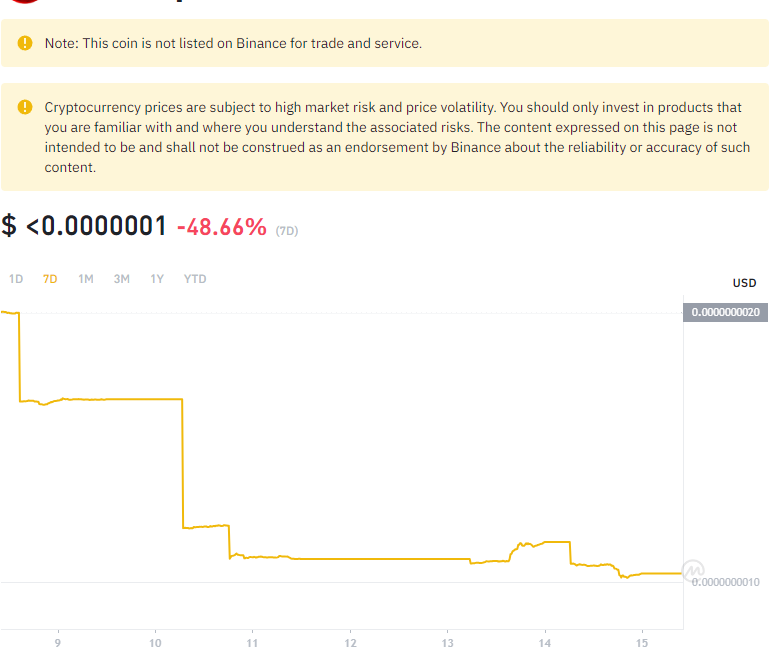 Note: This coin is not listed on Binance for trade and service.
Cryptocurrency prices are subject to high market risk and price volatility. You should only invest in products that
you are familiar with and where you understand the associated risks. The content expressed on this page is not
intended to be and shall not be construed as an endorsement by Binance about the reliability or accuracy of such
content.
$ <0.0000001 -48.66% (7D)
1D 7D 1M 3M 1Y YTD
USD
0.0000000020
0.0000000010
9 10 11 12 13 14 15